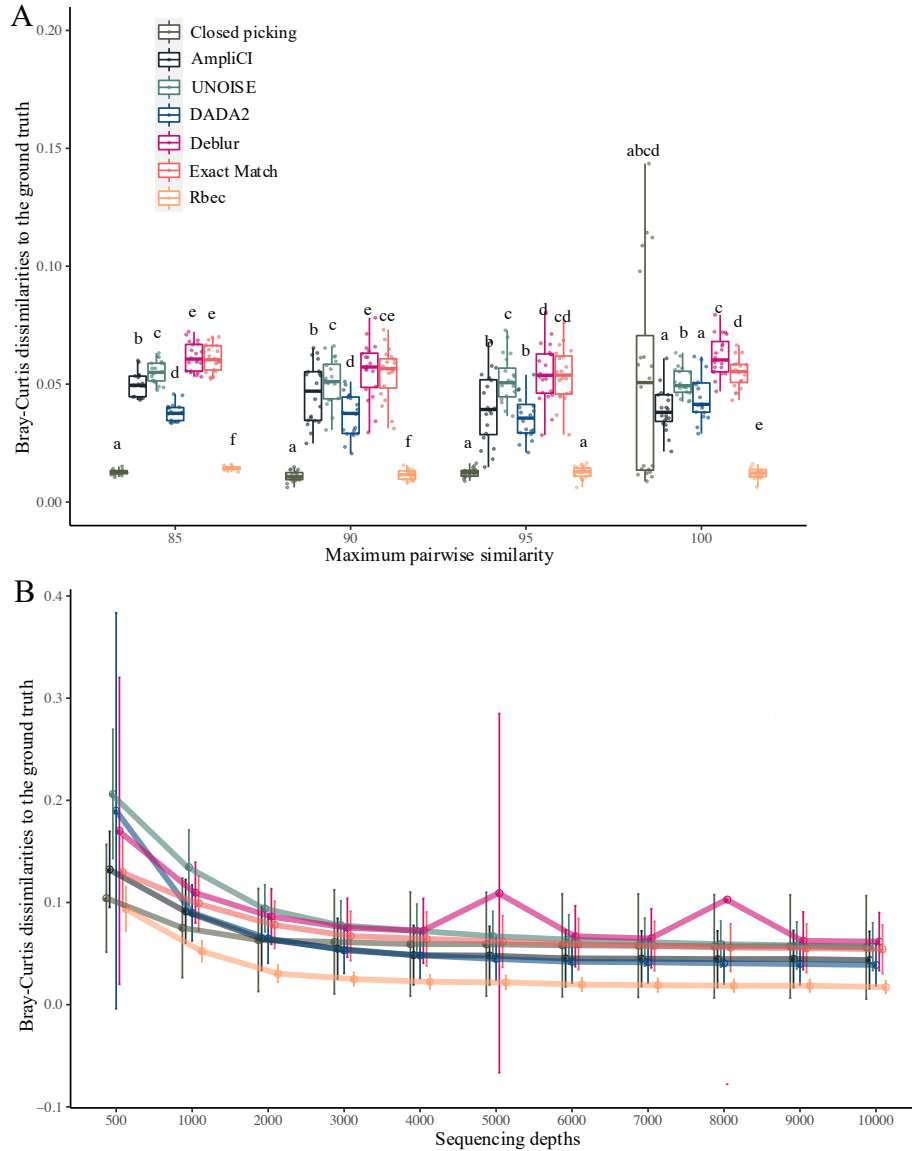 A
0.20
0.15
0.10
0.05
0.00
Bray-Curtis dissimilarities to the ground truth
Closed picking
AmpliCI
UNOISE
DADA2
Deblur
Exact Match
Rbec
a b c d e e f
a b c d e ce f
a b c b d cd a
abcd a b a c d e
85 90 95 100
Maximum pairwise similarity
B
0.4
0.3
0.2
0.1
0.0
−0.1
Bray-Curtis dissimilarities to the ground truth
500 1000 2000 3000 4000 5000 6000 7000 8000 9000 10000
Sequencing depths